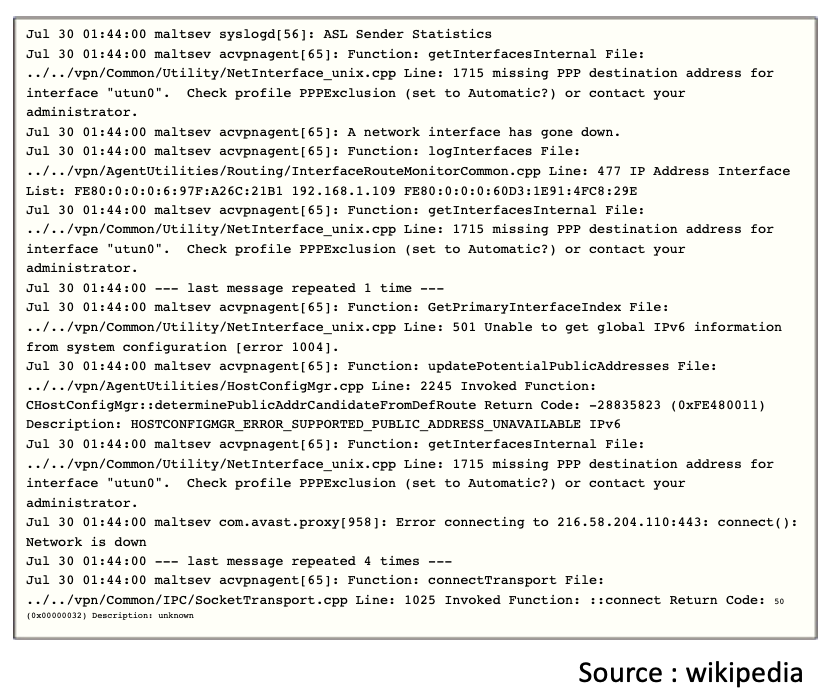 Jul 30 01:44:00 maltsev syslogd[56]: ASL Sender Statistics
Jul 30 01:44:00 maltsev acvpnagent[65]: Function: getInterfacesInternal File:
../../vpn/Common/Utility/NetInterface_unix.cpp Line: 1715 missing PPP destination address for
interface "utun0".  Check profile PPPExclusion (set to Automatic?) or contact your
administrator.
Jul 30 01:44:00 maltsev acvpnagent[65]: A network interface has gone down.
Jul 30 01:44:00 maltsev acvpnagent[65]: Function: logInterfaces File:
../../vpn/AgentUtilities/Routing/InterfaceRouteMonitorCommon.cpp Line: 477 IP Address Interface
List: FE80:0:0:0:6:97F:A26C:21B1 192.168.1.109 FE80:0:0:0:60D3:1E91:4FC8:29E
Jul 30 01:44:00 maltsev acvpnagent[65]: Function: getInterfacesInternal File:
../../vpn/Common/Utility/NetInterface_unix.cpp Line: 1715 missing PPP destination address for
interface "utun0".  Check profile PPPExclusion (set to Automatic?) or contact your
administrator.
Jul 30 01:44:00 --- last message repeated 1 time ---
Jul 30 01:44:00 maltsev acvpnagent[65]: Function: GetPrimaryInterfaceIndex File:
../../vpn/Common/Utility/NetInterface_unix.cpp Line: 501 Unable to get global IPv6 information
from system configuration [error 1004].
Jul 30 01:44:00 maltsev acvpnagent[65]: Function: updatePotentialPublicAddresses File:
../../vpn/AgentUtilities/HostConfigMgr.cpp Line: 2245 Invoked Function:
CHostConfigMgr::determinePublicAddrCandidateFromDefRoute Return Code: -28835823 (0xFE480011)
Description: HOSTCONFIGMGR_ERROR_SUPPORTED_PUBLIC_ADDRESS_UNAVAILABLE IPv6
Jul 30 01:44:00 maltsev acvpnagent[65]: Function: getInterfacesInternal File:
../../vpn/Common/Utility/NetInterface_unix.cpp Line: 1715 missing PPP destination address for
interface "utun0".  Check profile PPPExclusion (set to Automatic?) or contact your
administrator.
Jul 30 01:44:00 maltsev com.avast.proxy[958]: Error connecting to 216.58.204.110:443: connect():
Network is down
Jul 30 01:44:00 --- last message repeated 4 times ---
Jul 30 01:44:00 maltsev acvpnagent[65]: Function: connectTransport File:
../../vpn/Common/IPC/SocketTransport.cpp Line: 1025 Invoked Function: ::connect Return Code: 50
(0x00000032) Description: unknown
Source : wikipedia